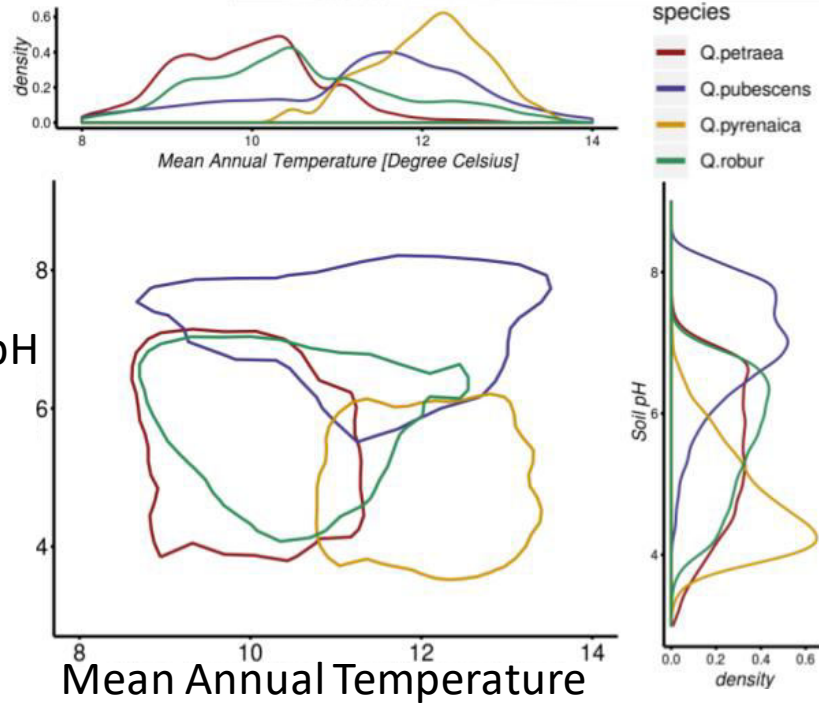 species
Q.petraea
Q.pubescens
Q.pyrenaica
Q.robur
density
0.6
0.4
0.2
0.0
8 10 12 14
Mean Annual Temperature [Degree Celsius]
pH
8
6
4
8 10 12 14
Mean Annual Temperature
Soil pH
8
6
4
0.0 0.2 0.4 0.6
density